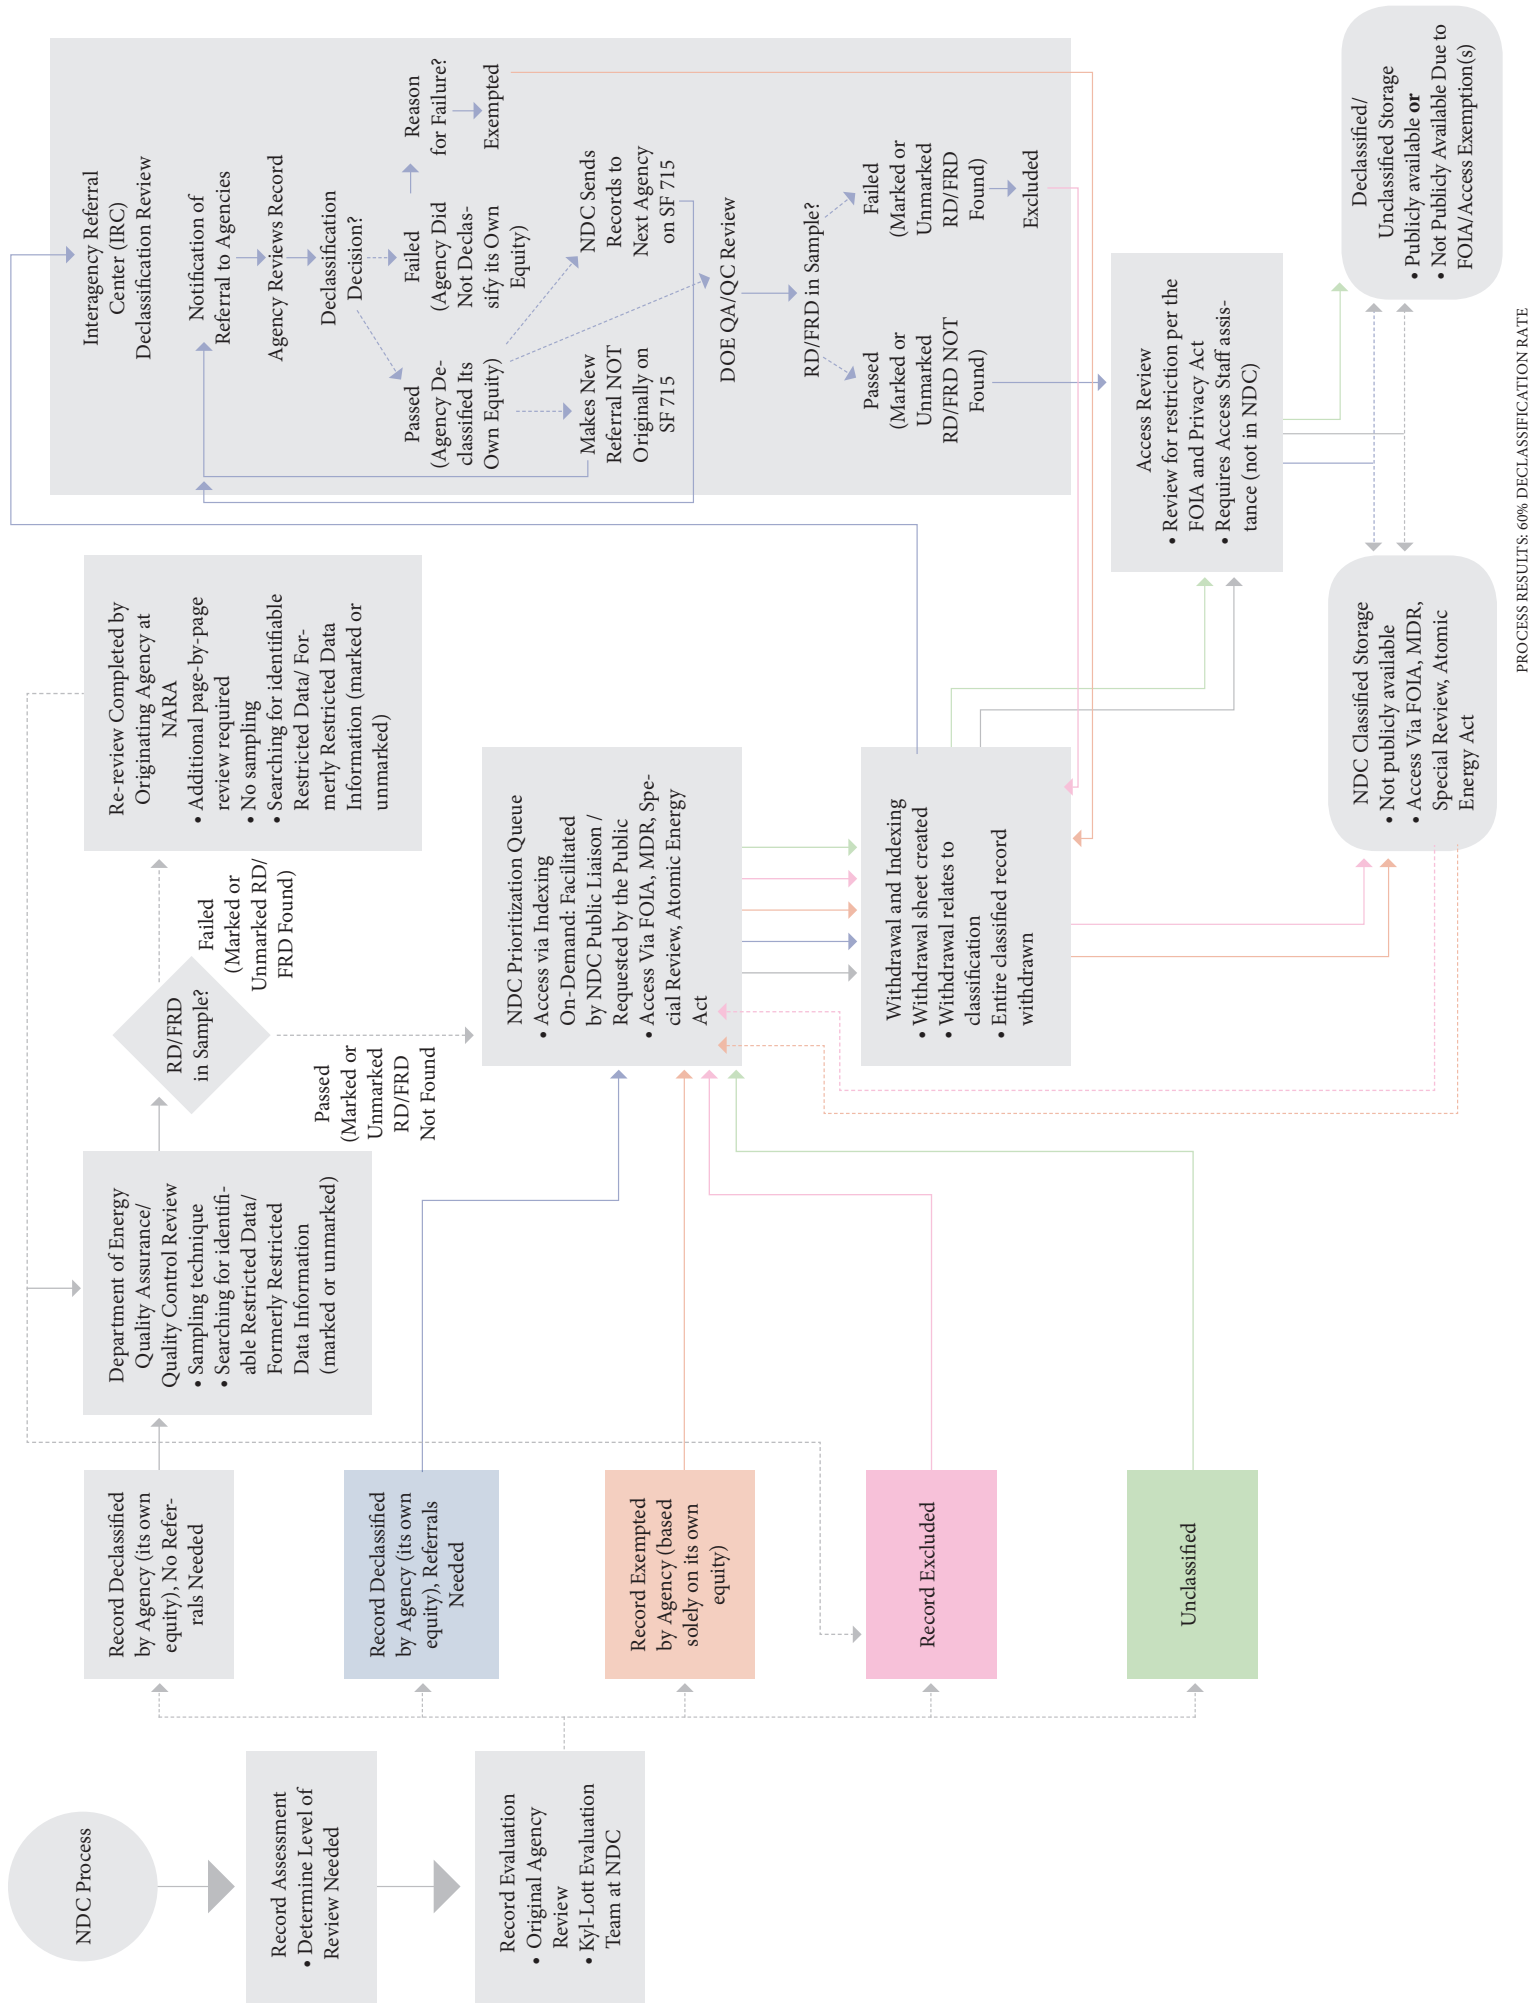 NDC Process
Record Assessment
• Determine Level of
Review Needed
Record Evaluation
• Original Agency
Review
• Kyl-Lott Evaluation
Team at NDC
Record Declassified
by Agency (its own
equity), No Refer-
rals Needed
Record Declassified
by Agency (its own
equity), Referrals
Needed
Record Exempted
by Agency (based
solely on its own
equity)
Record Excluded
Unclassified
Department of Energy
Quality Assurance/
Quality Control Review
• Sampling technique
• Searching for identifi-
able Restricted Data/
Formerly Restricted
Data Information
(marked or unmarked)
RD/FRD
in Sample?
Failed
(Marked or
Unmarked RD/
FRD Found)
Passed
(Marked or
Unmarked
RD/FRD
Not Found
Re-review Completed by
Originating Agency at
NARA
• Additional page-by-page
review required
• No sampling
• Searching for identifiable
Restricted Data/ For-
merly Restricted Data
Information (marked or
unmarked)
NDC Prioritization Queue
• Access via Indexing
On-Demand: Facilitated
by NDC Public Liaison /
Requested by the Public
• Access Via FOIA, MDR, Spe-
cial Review, Atomic Energy
Act
Withdrawal and Indexing
• Withdrawal sheet created
• Withdrawal relates to
classification
• Entire classified record
withdrawn
Interagency Referral
Center (IRC)
Declassification Review
Notification of
Referral to Agencies
Agency Reviews Record
Declassification
Decision?
Passed
(Agency De-
classified Its
Own Equity)
Failed
(Agency Did
Not Declas-
sify its Own
Equity)
Reason
for Failure?
Exempted
Makes New
Referral NOT
Originally on
SF 715
NDC Sends
Records to
Next Agency
on SF 715
DOE QA/QC Review
RD/FRD in Sample?
Passed
(Marked or
Unmarked
RD/FRD NOT
Found)
Failed
(Marked or
Unmarked
RD/FRD
Found)
Excluded
Access Review
• Review for restriction per the
FOIA and Privacy Act
• Requires Access Staff assis-
tance (not in NDC)
NDC Classified Storage
• Not publicly available
• Access Via FOIA, MDR,
Special Review, Atomic
Energy Act
Declassified/
Unclassified Storage
• Publicly available or
• Not Publicly Available Due to
FOIA/Access Exemption(s)
PROCESS RESULTS: 60% DECLASSIFICATION RATE